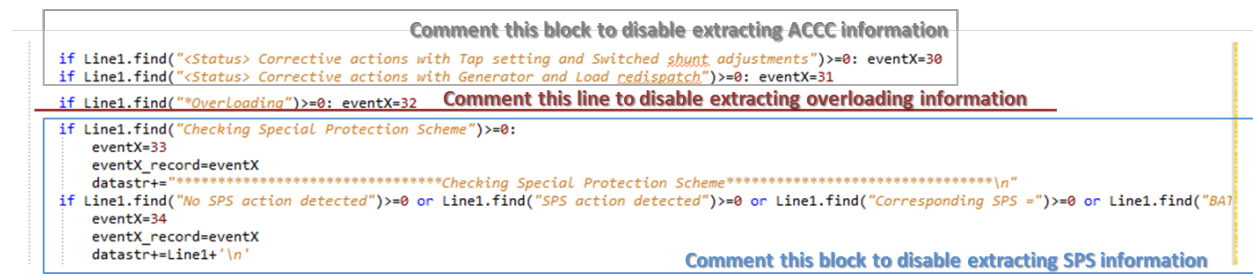 Comment this block to disable extracting ACCC information
if Line1.find("<Status> Corrective actions with Tap setting and Switched shunt adjustments")>=0: eventX=30
if Line1.find("<Status> Corrective actions with Generator and Load redispatch")>=0: eventX=31
if Line1.find("*Overloading")>=0: eventX=32 Comment this line to disable extracting overloading information
if Line1.find("Checking Special Protection Scheme")>=0:
eventX=33
eventX_record=eventX
datastr+="********************************Checking Special Protection Scheme********************************\n"
if Line1.find("No SPS action detected")>=0 or Line1.find("SPS action detected")>=0 or Line1.find("Corresponding SPS =")>=0 or Line1.find("BAT
eventX=34
eventX_record=eventX
datastr+=Line1+'\n'
Comment this block to disable extracting SPS information